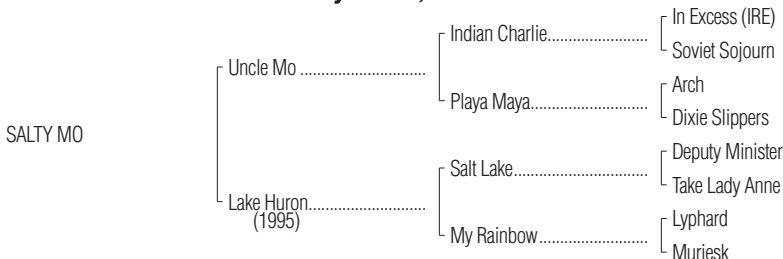 In Excess (IRE)
Indian Charlie........................
Soviet Sojourn
Uncle Mo ..............................
Arch
Playa Maya............................
Dixie Slippers
SALTY MO
Deputy Minister
Salt Lake................................
Take Lady Anne
Lake Huron............................
(1995)
Lyphard
My Rainbow..........................
Muriesk